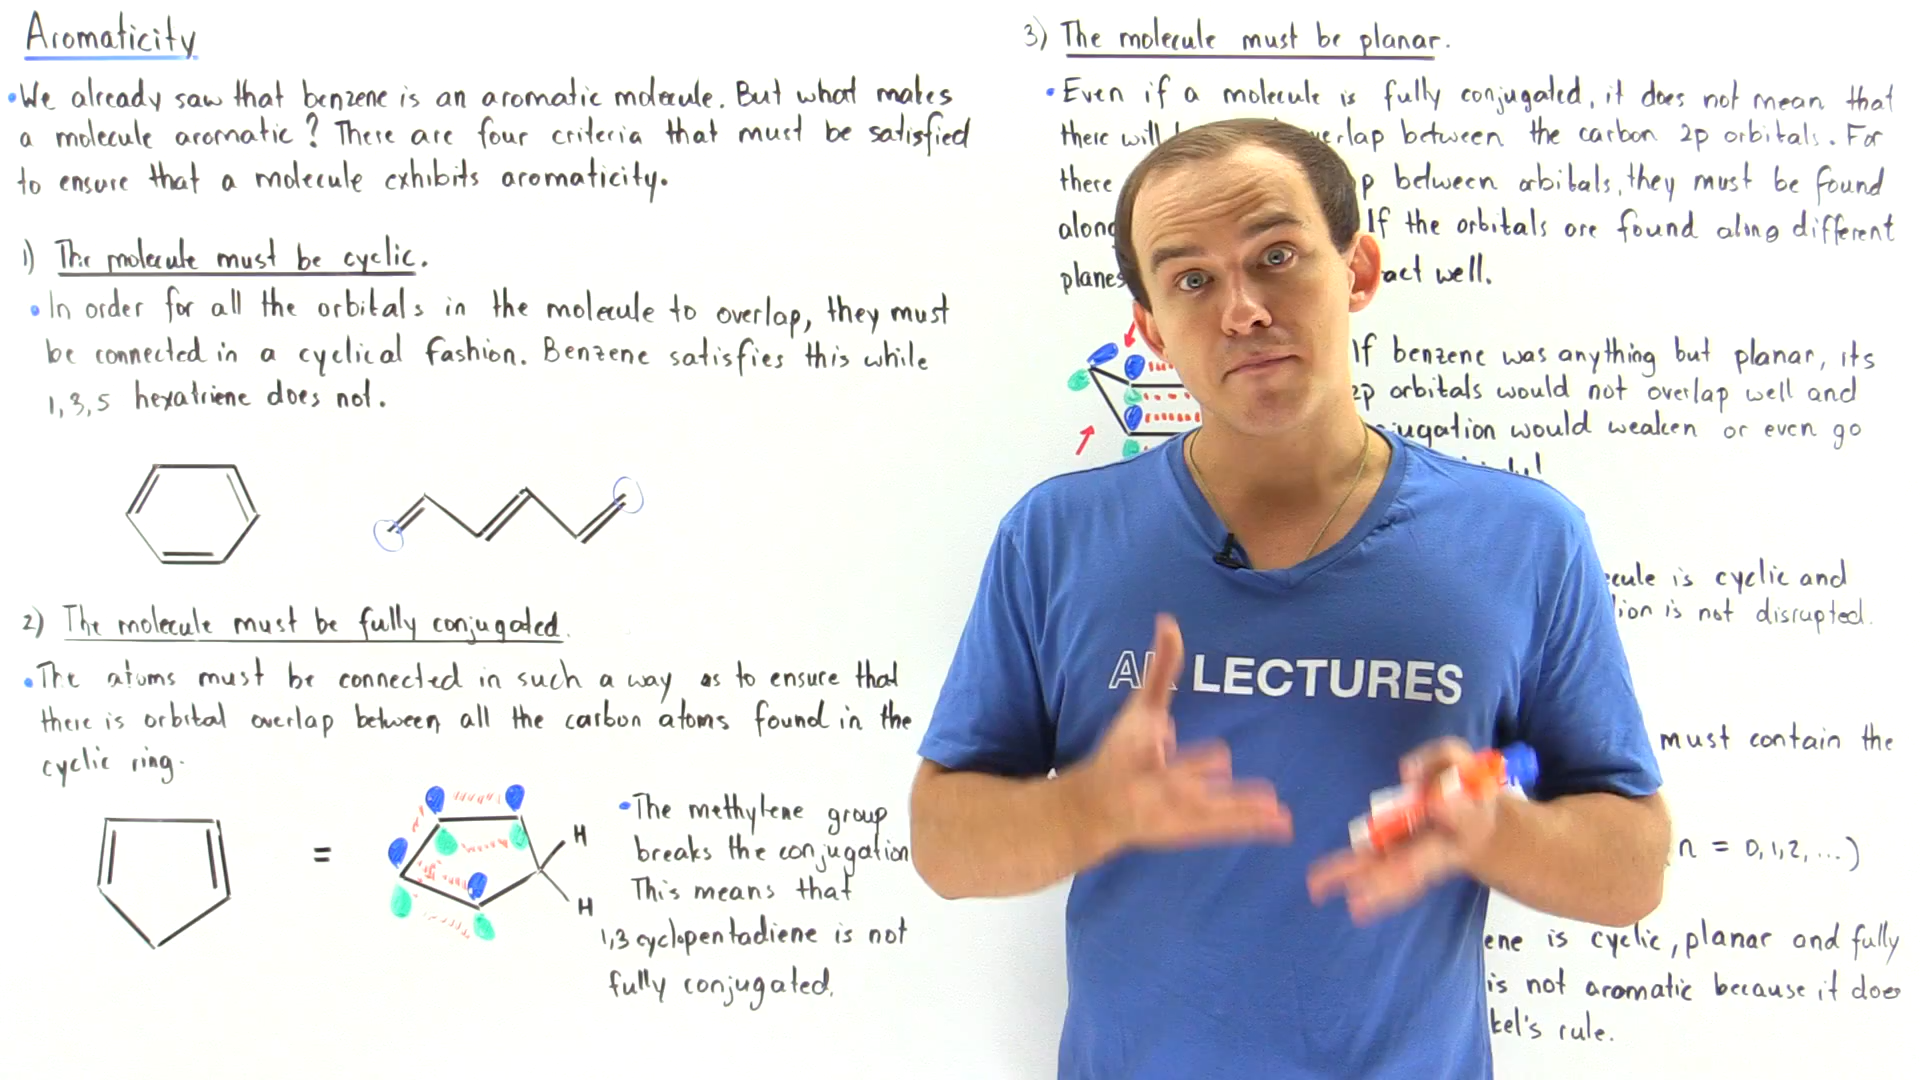 Aromaticity
•We already saw that benzene is an aromatic molecule. But what makes
a molecule aromatic? There are four criteria that must be satisfied
to ensure that a molecule exhibits aromaticity.
1) The molecule must be cyclic.
•In order for all the orbitals in the molecule to overlap, they must
be connected in a cyclical fashion. Benzene satisfies this while
1,3,5 hexatriene does not.
2) The molecule must be fully conjugated.
•The atoms must be connected in such a way as to ensure that
there is orbital overlap between all the carbon atoms found in the
cyclic ring.
=
H
H
•The methylene group
breaks the conjugation
This means that
1,3 cyclopentadiene is not
fully conjugated.
3) The molecule must be planar.
•Even if a molecule is fully conjugated, it does not mean that
there will overlap between the carbon 2p orbitals. For
there between orbitals, they must be found
along If the orbitals are found along different
planes act well.
If benzene was anything but planar, its
2p orbitals would not overlap well and
jugation would weaken or even go
cule is cyclic and
tion is not disrupted.
must contain the
n = 0,1,2,...)
ene is cyclic, planar and fully
is not aromatic because it does
kel's rule.
LECTURES